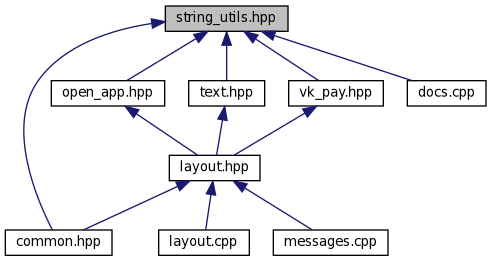 string_utils.hpp
open_app.hpp
text.hpp
vk_pay.hpp
docs.cpp
layout.hpp
common.hpp
layout.cpp
messages.cpp